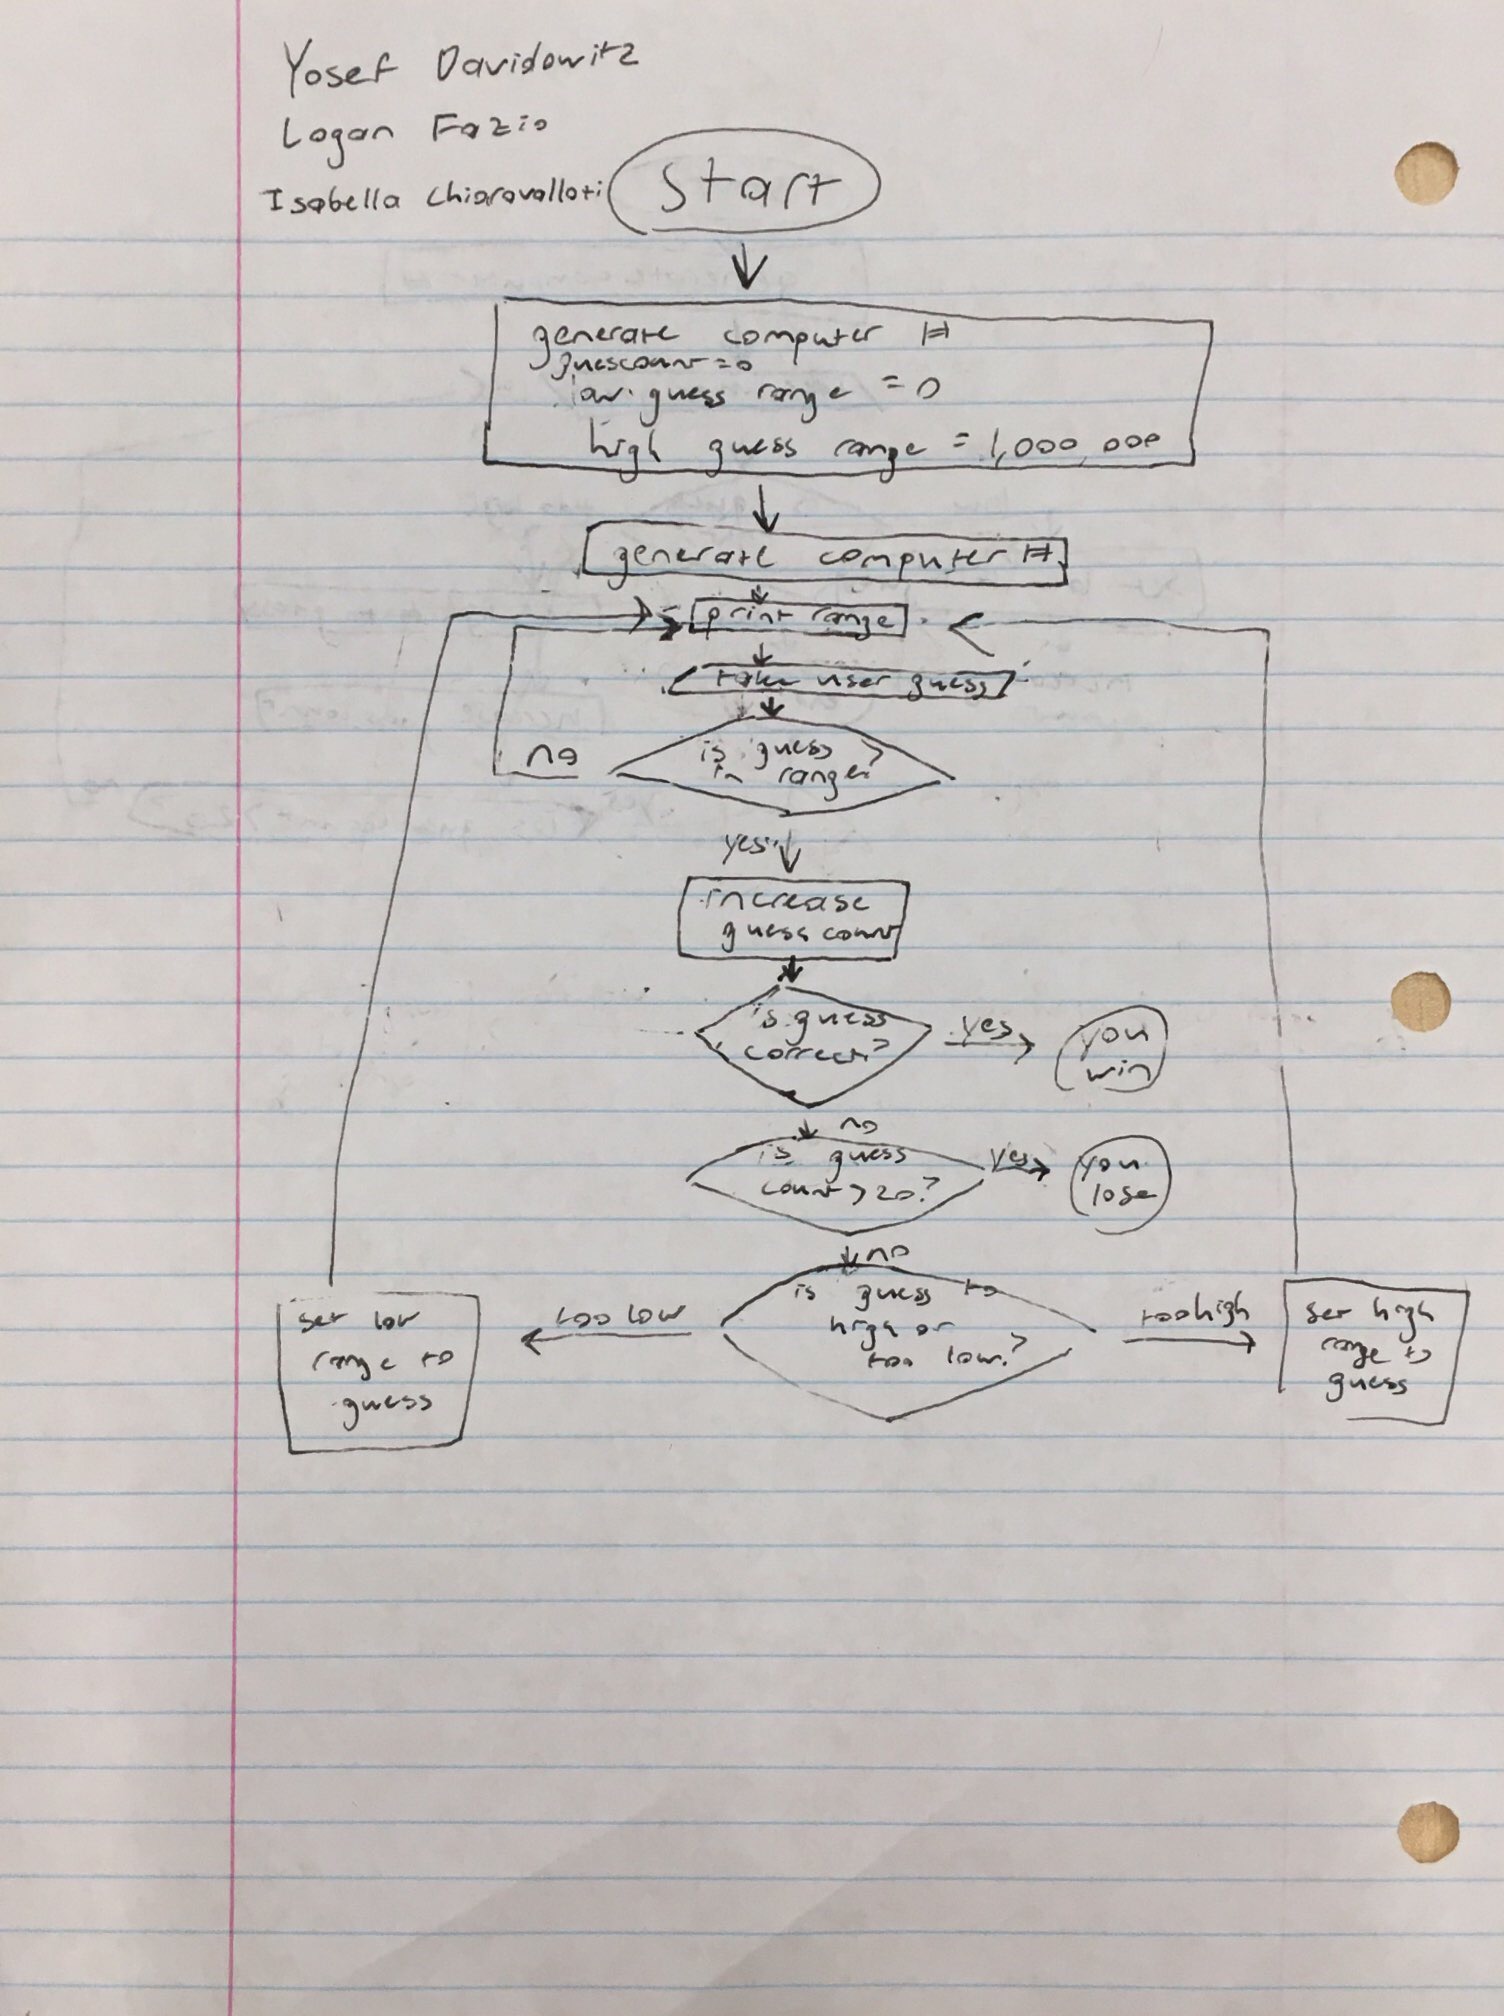 Yosef Davidowitz
Logan Fazio
Isabella Chiaravalloti
Start
generate computer #
guescount = 0
low guess range = 0
high guess range = 1,000,000
generate computer #
print range
take user guess
is guess
in range?
no
yes
increase
guess count
is guess
correct?
yes
you
win
no
is guess
count > 20?
yes
you
lose
no
is guess to
high or
too low?
too low
too high
set low
range to
guess
set high
range to
guess